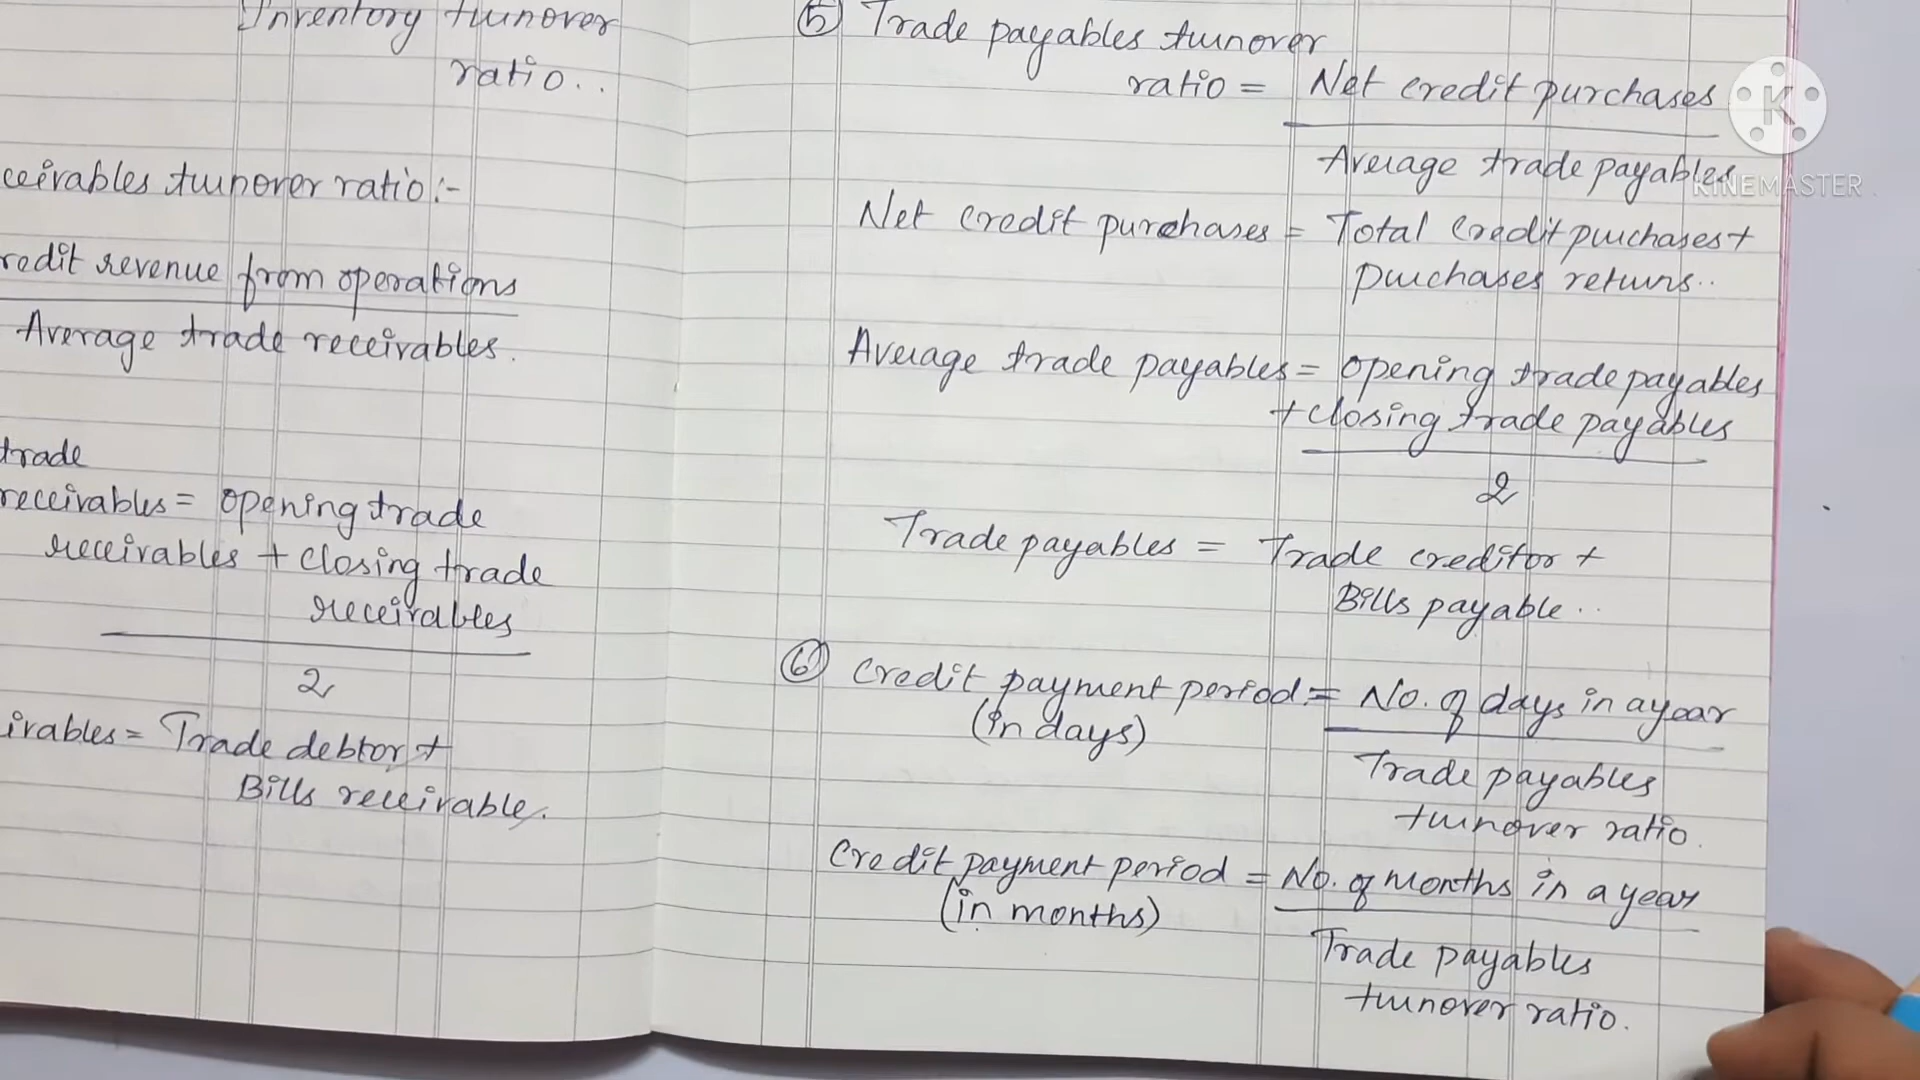 Inventory turnover
ratio..
ceivables turnover ratio:-
redit revenue from operations
Average trade receivables.
trade
receivables = opening trade
receivables + closing trade
receivables
2
ivables = Trade debtor +
Bills receivable.
5 Trade payables turnover
ratio = Net credit purchases
Average trade payables
Net credit purchases = Total credit purchases +
purchases returns..
Average trade payables = opening trade payables
+ closing trade payables
2
Trade payables = Trade creditor +
Bills payable..
6 Credit payment period = No. of days in a year
(in days)
Trade payables
turnover ratio.
Credit payment period = No. of months in a year
(in months)
Trade payables
turnover ratio.
K
KINEMASTER